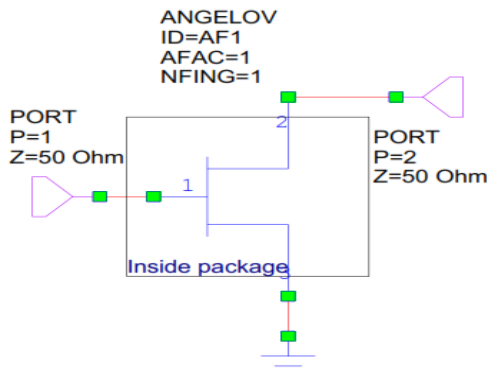 ANGELOV
ID=AF1
AFAC=1
NFING=1
PORT
P=1
Z=50 Ohm
2
PORT
P=2
Z=50 Ohm
1
Inside package
3